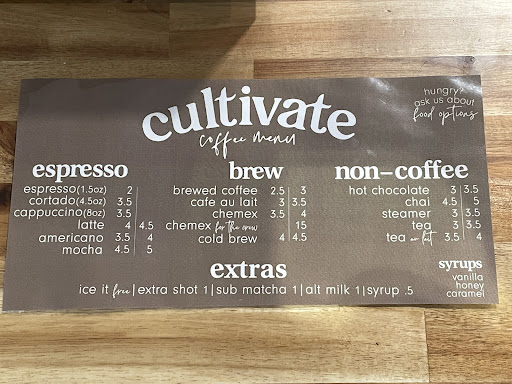 hungry?
ask us about
food options
cultivate
coffee menu
espresso
espresso(1.5oz) 2
cortado(4.5oz) 3.5
cappuccino(8oz) 3.5
latte 4 | 4.5
americano 3.5 | 4
mocha 4.5 | 5
brew
brewed coffee 2.5 | 3
cafe au lait 3 | 3.5
chemex 3.5 | 4
chemex for the crew 15
cold brew 4 | 4.5
non-coffee
hot chocolate 3 | 3.5
chai 4.5 | 5
steamer 3 | 3.5
tea 3 | 3.5
tea au lait 3.5 | 4
extras
ice it free | extra shot 1 | sub matcha 1 | alt milk 1 | syrup .5
syrups
vanilla
honey
caramel